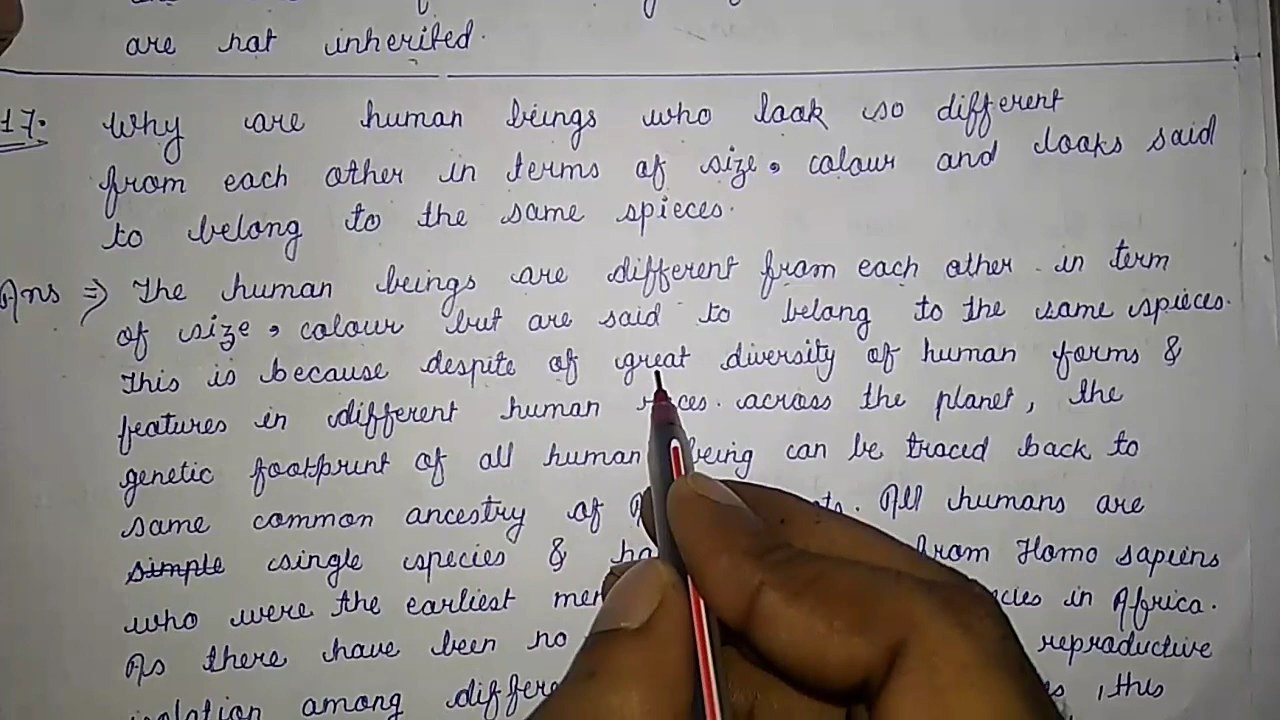 are not inherited.
17. Why are human beings who look so different
from each other in terms of size, colour and looks said
to belong to the same spieces.
Ans ⇒ The human beings are different from each other in term
of size, colour but are said to belong to the same spieces.
This is because despite of great diversity of human forms &
features in different human across the planet, the
genetic footprint of all human being can be traced back to
same common ancestry of All humans are
simple single species & from Homo sapiens
who were the earliest in Africa.
As there have been no reproductive
isolation among , this